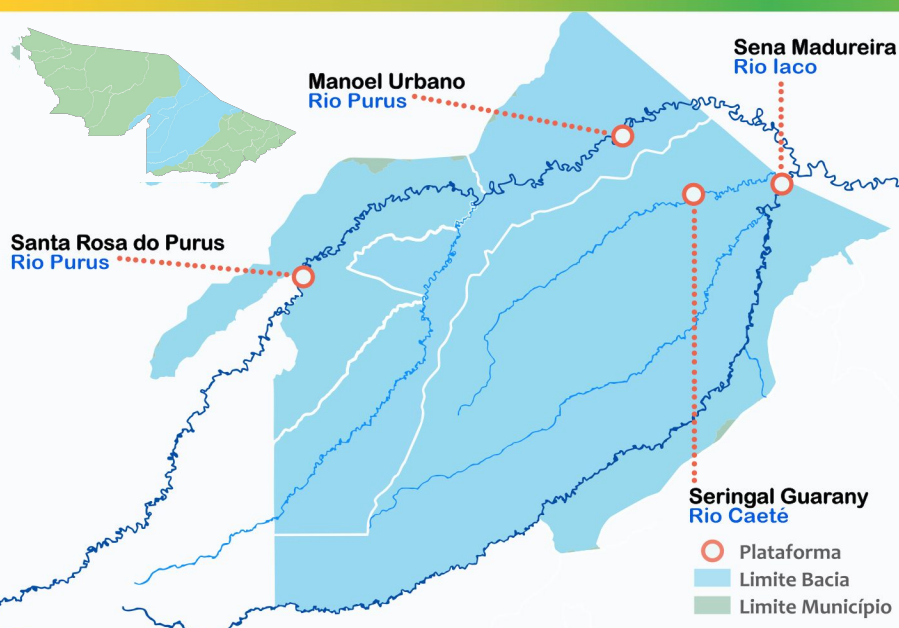 Sena Madureira
Rio Iaco
Manoel Urbano
Rio Purus
Santa Rosa do Purus
Rio Purus
Seringal Guarany
Rio Caeté
Plataforma
Limite Bacia
Limite Município